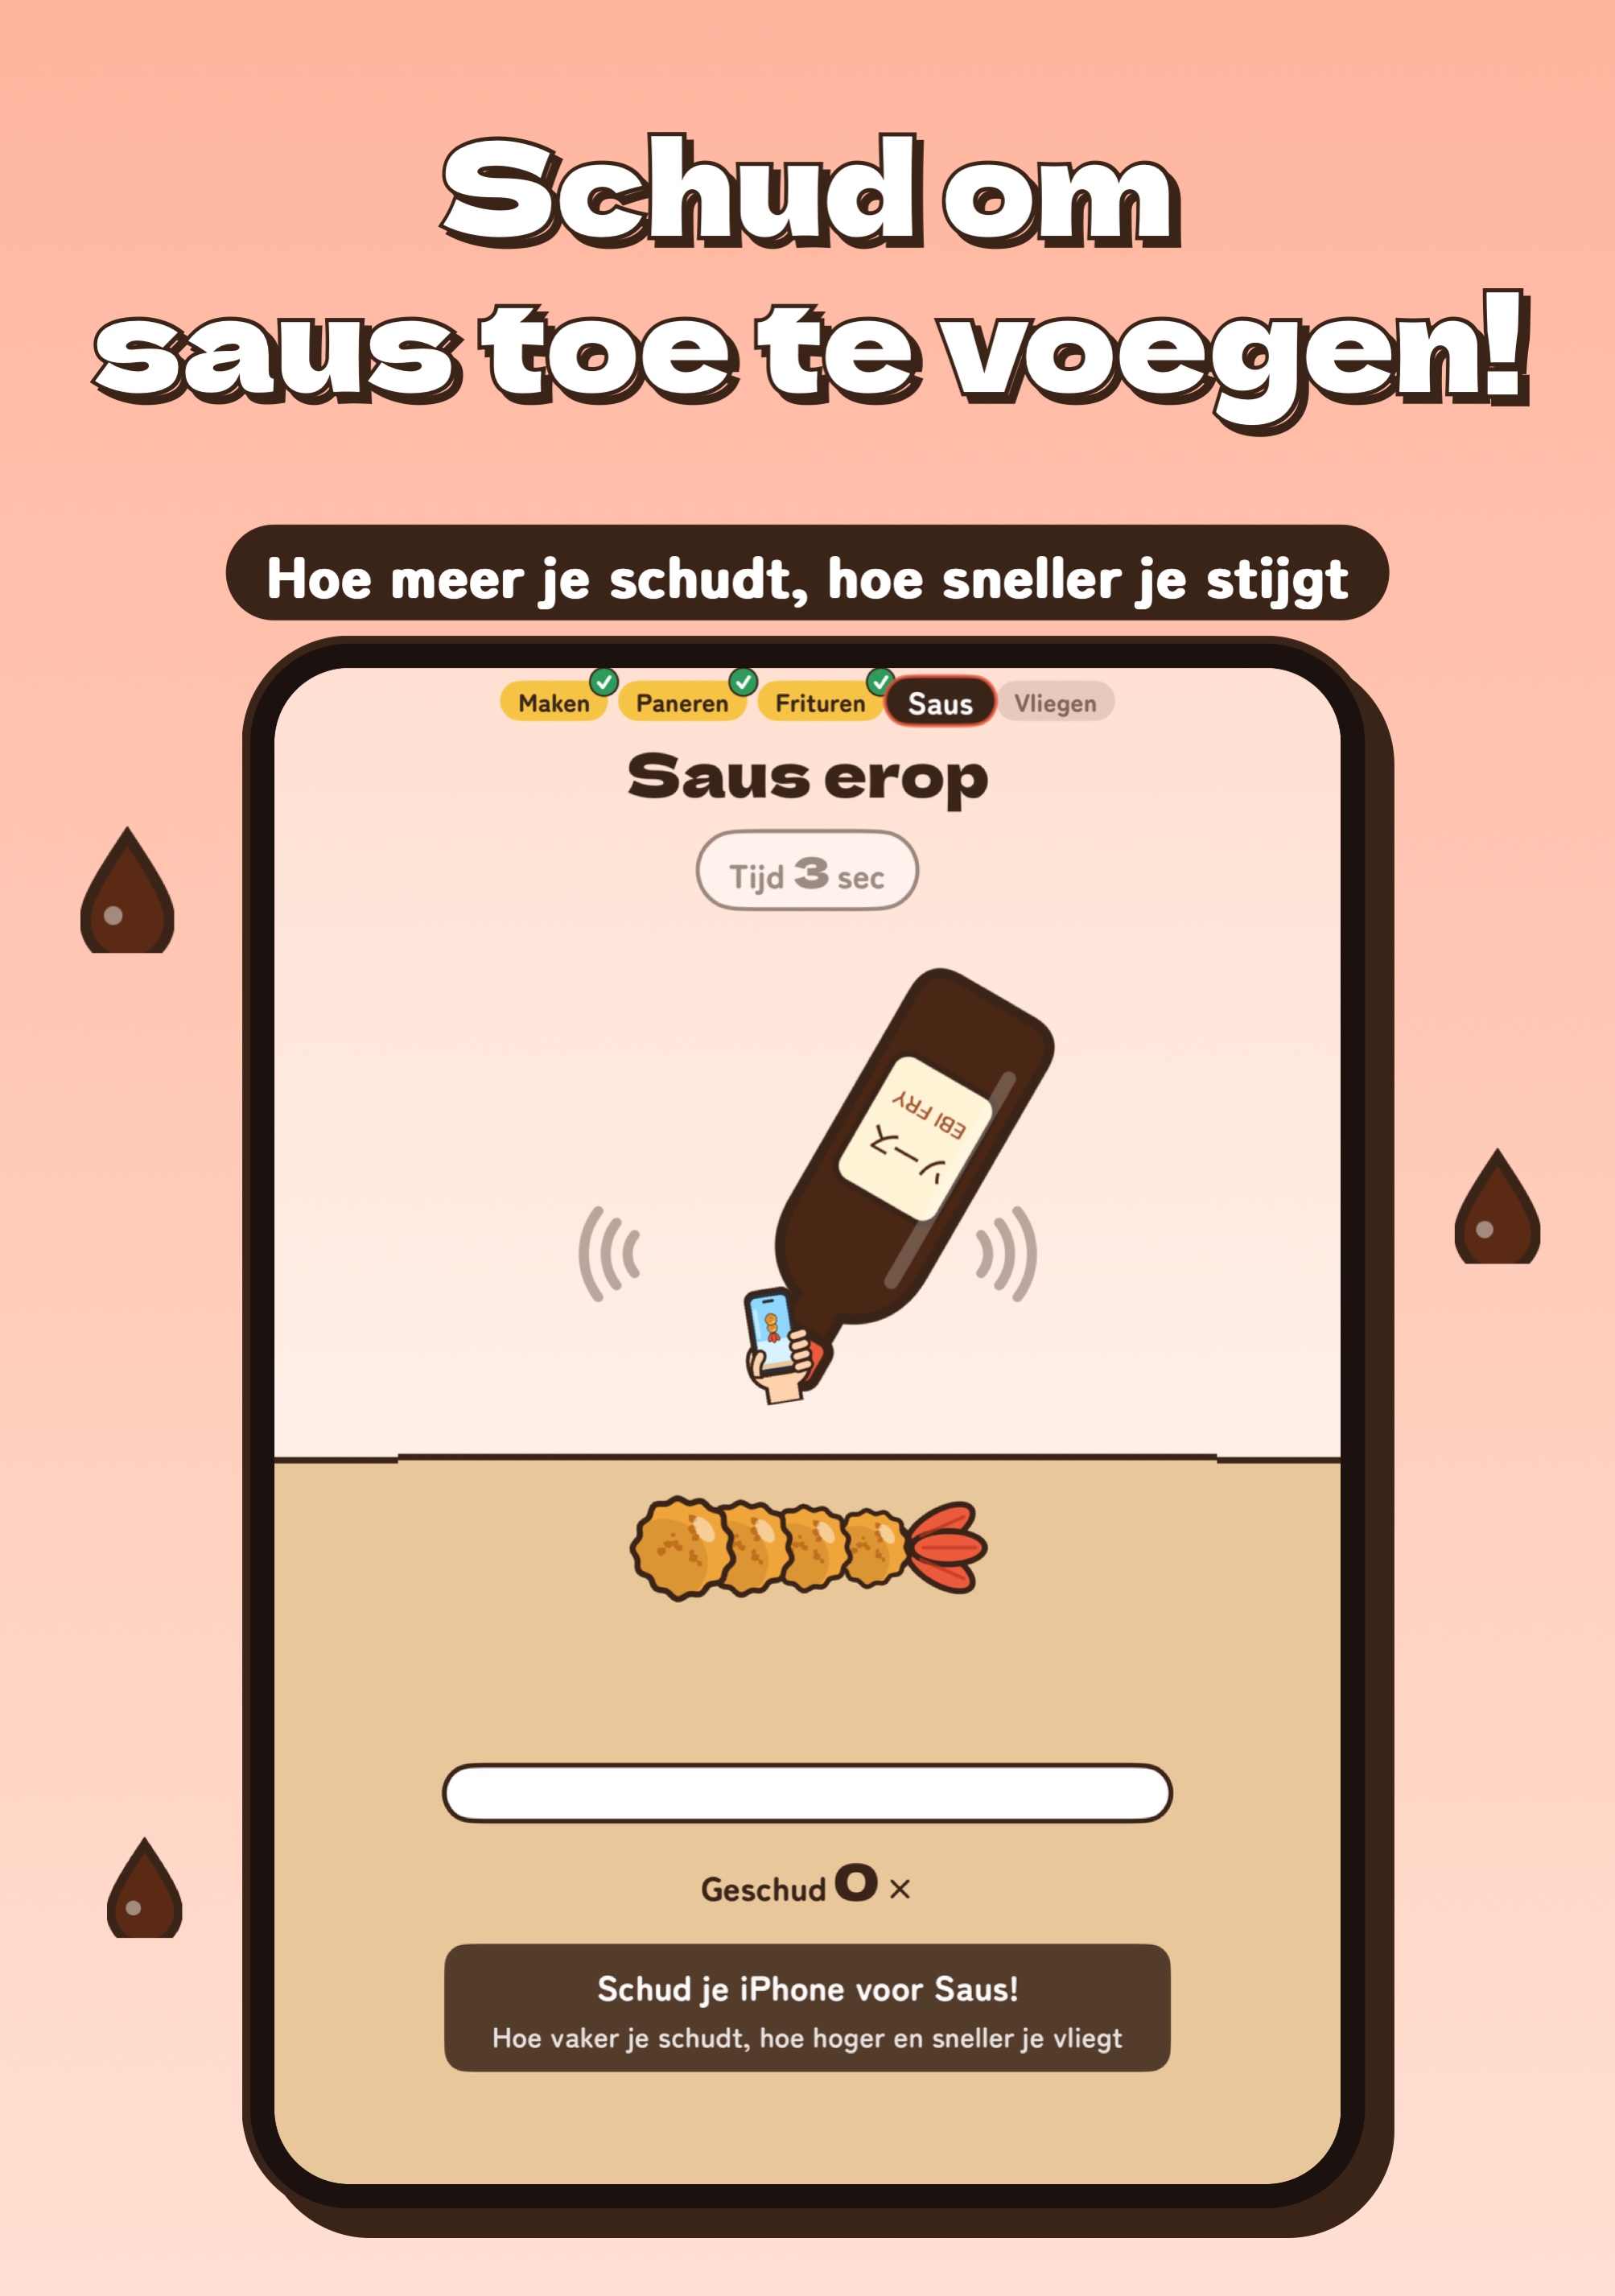 Schud om
saus toe te voegen!
Hoe meer je schudt, hoe sneller je stijgt
Maken Paneren Frituren Saus Vliegen
Saus erop
Tijd 3 sec
ソース
EBI FRY
Geschud 0 ×
Schud je iPhone voor Saus!
Hoe vaker je schudt, hoe hoger en sneller je vliegt